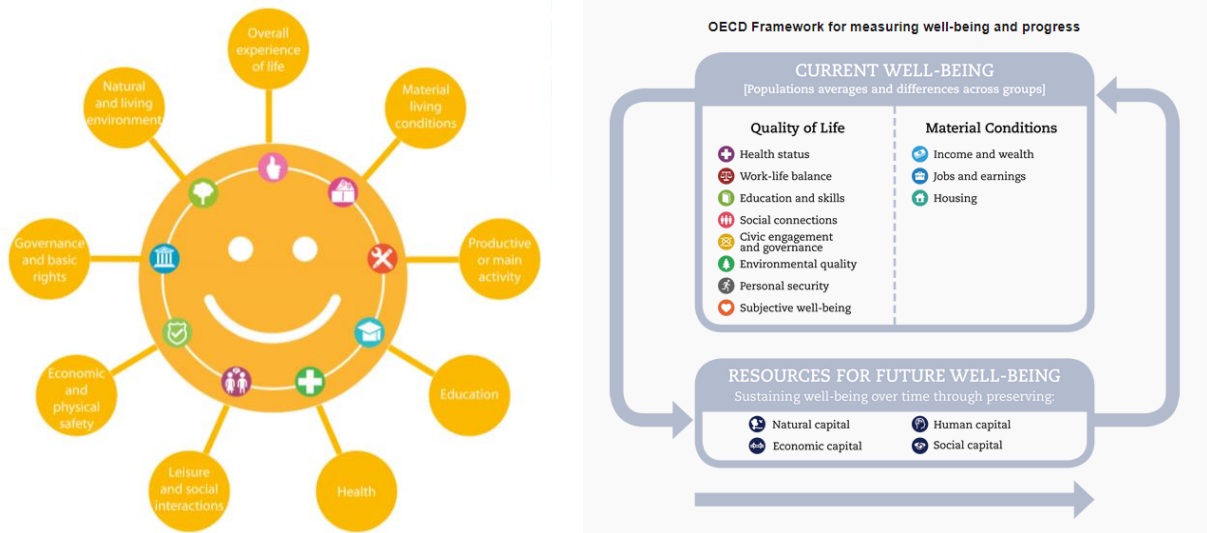 Overall
experience
of life
Material
living
conditions
Productive
or main
activity
Education
Health
Leisure
and social
interactions
Economic
and
physical
safety
Governance
and basic
rights
Natural
and living
environment
OECD Framework for measuring well-being and progress
CURRENT WELL-BEING
[Populations averages and differences across groups]
Quality of Life
Health status
Work-life balance
Education and skills
Social connections
Civic engagement
and governance
Environmental quality
Personal security
Subjective well-being
Material Conditions
Income and wealth
Jobs and earnings
Housing
RESOURCES FOR FUTURE WELL-BEING
Sustaining well-being over time through preserving:
Natural capital
Human capital
Economic capital
Social capital